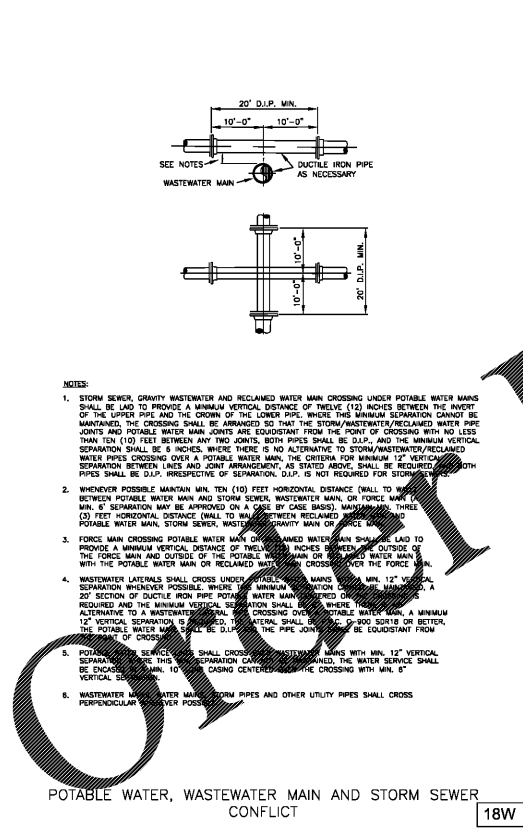 20' D.I.P. MIN.
10'-0" 10'-0"
SEE NOTES
DUCTILE IRON PIPE
AS NECESSARY
WASTEWATER MAIN
10'-0"
10'-0"
20' D.I.P. MIN.
NOTES:
1. STORM SEWER, GRAVITY WASTEWATER AND RECLAIMED WATER MAIN CROSSING UNDER POTABLE WATER MAINS
SHALL BE LAID TO PROVIDE A MINIMUM VERTICAL DISTANCE OF TWELVE (12) INCHES BETWEEN THE INVERT
OF THE UPPER PIPE AND THE CROWN OF THE LOWER PIPE. WHERE THIS MINIMUM SEPARATION CANNOT BE
MAINTAINED, THE CROSSING SHALL BE ARRANGED SO THAT THE STORM/WASTEWATER/RECLAIMED WATER PIPE
JOINTS AND POTABLE WATER MAIN JOINTS ARE EQUIDISTANT FROM THE POINT OF CROSSING WITH NO LESS
THAN TEN (10) FEET BETWEEN ANY TWO JOINTS, BOTH PIPES SHALL BE D.I.P., AND THE MINIMUM VERTICAL
SEPARATION SHALL BE 6 INCHES. WHERE THERE IS NO ALTERNATIVE TO STORM/WASTEWATER/RECLAIMED
WATER PIPES CROSSING OVER A POTABLE WATER MAIN, THE CRITERIA FOR MINIMUM 12" VERTICAL
SEPARATION BETWEEN LINES AND JOINT ARRANGEMENT, AS STATED ABOVE, SHALL BE REQUIRED, AND BOTH
PIPES SHALL BE D.I.P. IRRESPECTIVE OF SEPARATION. D.I.P. IS NOT REQUIRED FOR STORM SEWERS.
2. WHENEVER POSSIBLE MAINTAIN MIN. TEN (10) FEET HORIZONTAL DISTANCE (WALL TO WALL)
BETWEEN POTABLE WATER MAIN AND STORM SEWER, WASTEWATER MAIN, OR FORCE MAIN (A
MIN. 6' SEPARATION MAY BE APPROVED ON A CASE BY CASE BASIS). MAINTAIN MIN. THREE
(3) FEET HORIZONTAL DISTANCE (WALL TO WALL) BETWEEN RECLAIMED WATER MAIN AND
POTABLE WATER MAIN, STORM SEWER, WASTEWATER GRAVITY MAIN OR FORCE MAIN.
3. FORCE MAIN CROSSING POTABLE WATER MAIN OR RECLAIMED WATER MAIN SHALL BE LAID TO
PROVIDE A MINIMUM VERTICAL DISTANCE OF TWELVE (12) INCHES BETWEEN THE OUTSIDE OF
THE FORCE MAIN AND OUTSIDE OF THE POTABLE WATER MAIN OR RECLAIMED WATER MAIN
WITH THE POTABLE WATER MAIN OR RECLAIMED WATER MAIN CROSSING OVER THE FORCE MAIN.
4. WASTEWATER LATERALS SHALL CROSS UNDER POTABLE WATER MAINS WITH A MIN. 12" VERTICAL
SEPARATION WHENEVER POSSIBLE. WHERE THIS MINIMUM SEPARATION CANNOT BE MAINTAINED, A
20' SECTION OF DUCTILE IRON PIPE POTABLE WATER MAIN CENTERED ON THE CROSSING IS
REQUIRED AND THE MINIMUM VERTICAL SEPARATION SHALL BE WHERE THERE IS
ALTERNATIVE TO A WASTEWATER LATERAL PIPE CROSSING OVER A POTABLE WATER MAIN, A MINIMUM
12" VERTICAL SEPARATION IS REQUIRED, THE LATERAL SHALL BE P.V.C. C-900 SDR18 OR BETTER,
THE POTABLE WATER MAIN SHALL BE D.I.P. AND THE PIPE JOINTS SHALL BE EQUIDISTANT FROM
THE POINT OF CROSSING.
5. POTABLE WATER SERVICE LINES SHALL CROSS WASTEWATER MAINS WITH MIN. 12" VERTICAL
SEPARATION. WHERE THIS MIN. SEPARATION CANNOT BE MAINTAINED, THE WATER SERVICE SHALL
BE ENCASED IN A MIN. 10' CASING CENTERED OVER THE CROSSING WITH MIN. 6"
VERTICAL SEPARATION.
6. WASTEWATER MAINS, WATER MAINS, STORM PIPES AND OTHER UTILITY PIPES SHALL CROSS
PERPENDICULAR WHENEVER POSSIBLE.
POTABLE WATER, WASTEWATER MAIN AND STORM SEWER
CONFLICT
18W